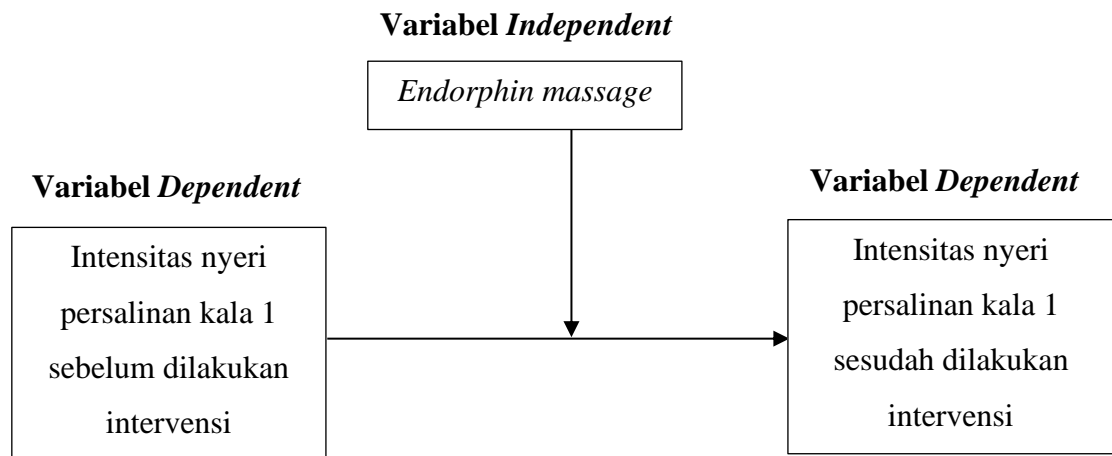 Variabel Independent
Endorphin massage
Variabel Dependent
Intensitas nyeri
persalinan kala 1
sebelum dilakukan
intervensi
Variabel Dependent
Intensitas nyeri
persalinan kala 1
sesudah dilakukan
intervensi